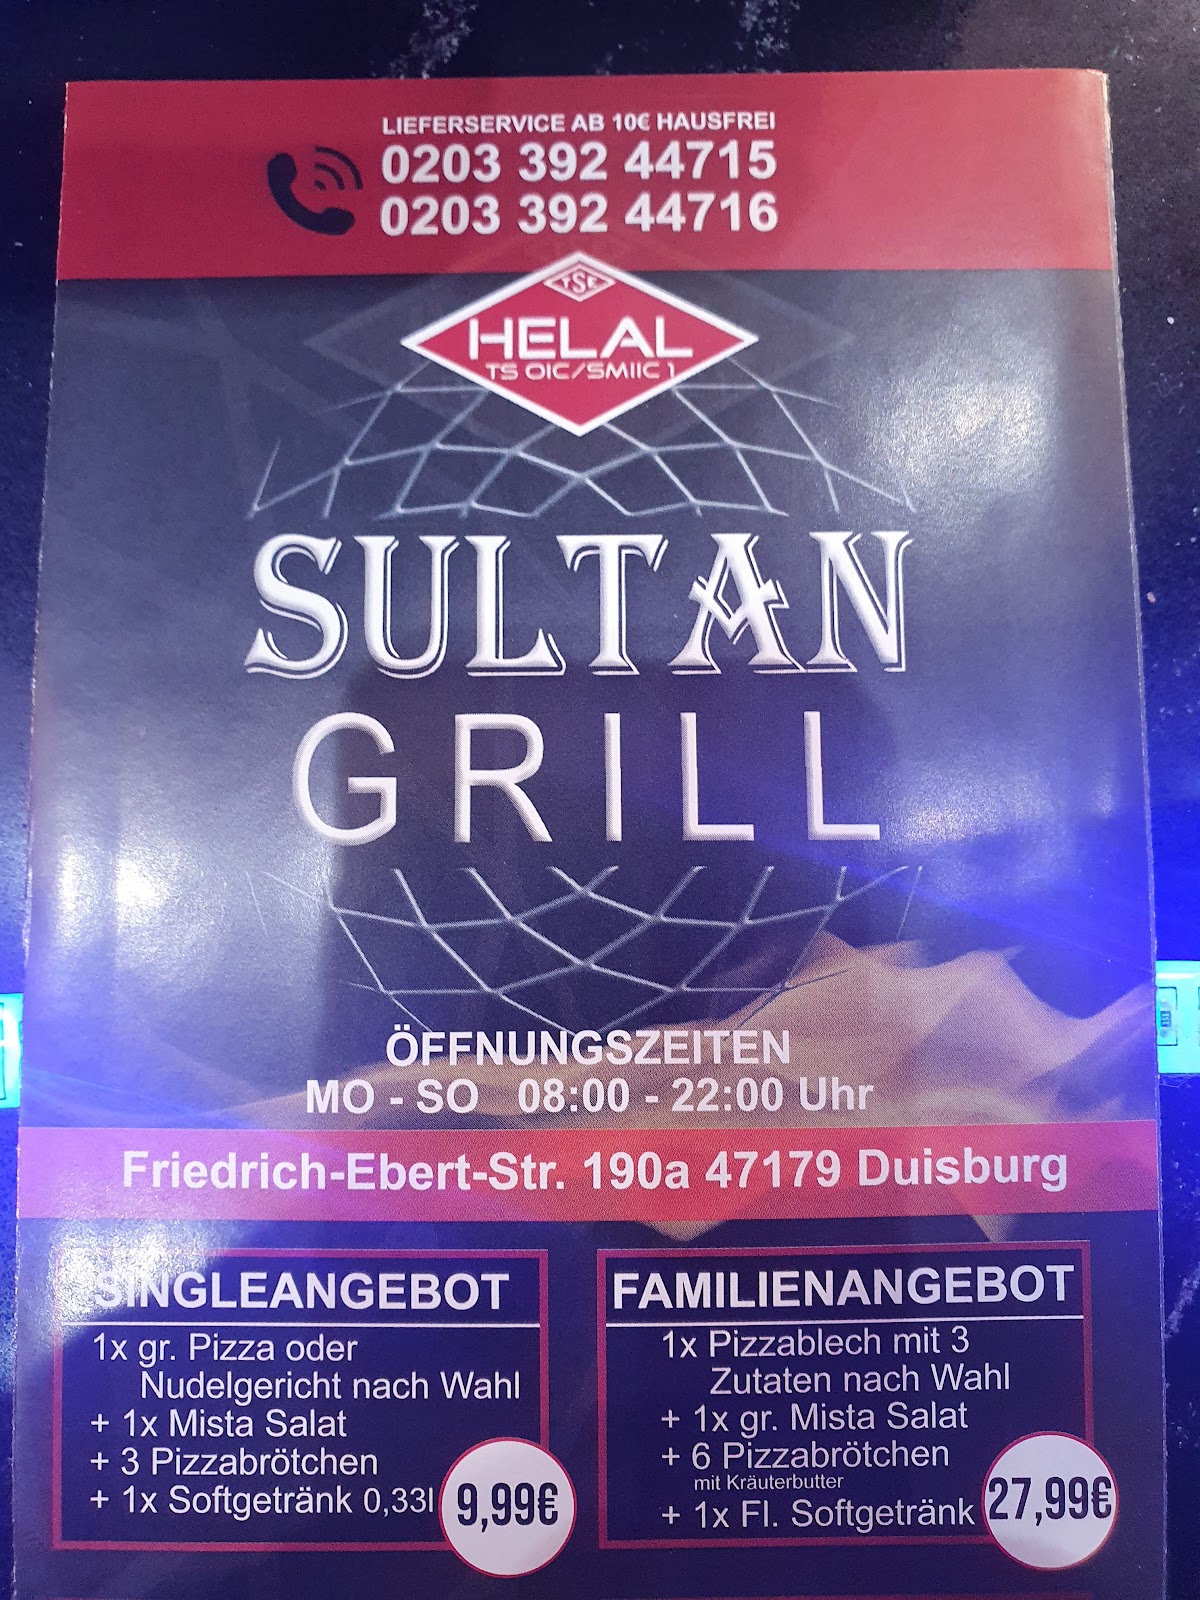 LIEFERSERVICE AB 10€ HAUSFREI
0203 392 44715
0203 392 44716
TSE
HELAL
TS OIC/SMIIC 1
SULTAN
GRILL
ÖFFNUNGSZEITEN
MO - SO 08:00 - 22:00 Uhr
Friedrich-Ebert-Str. 190a 47179 Duisburg
SINGLEANGEBOT
1x gr. Pizza oder
Nudelgericht nach Wahl
+ 1x Mista Salat
+ 3 Pizzabrötchen
+ 1x Softgetränk 0,33l
9,99€
FAMILIENANGEBOT
1x Pizzablech mit 3
Zutaten nach Wahl
+ 1x gr. Mista Salat
+ 6 Pizzabrötchen
mit Kräuterbutter
+ 1x Fl. Softgetränk
27,99€